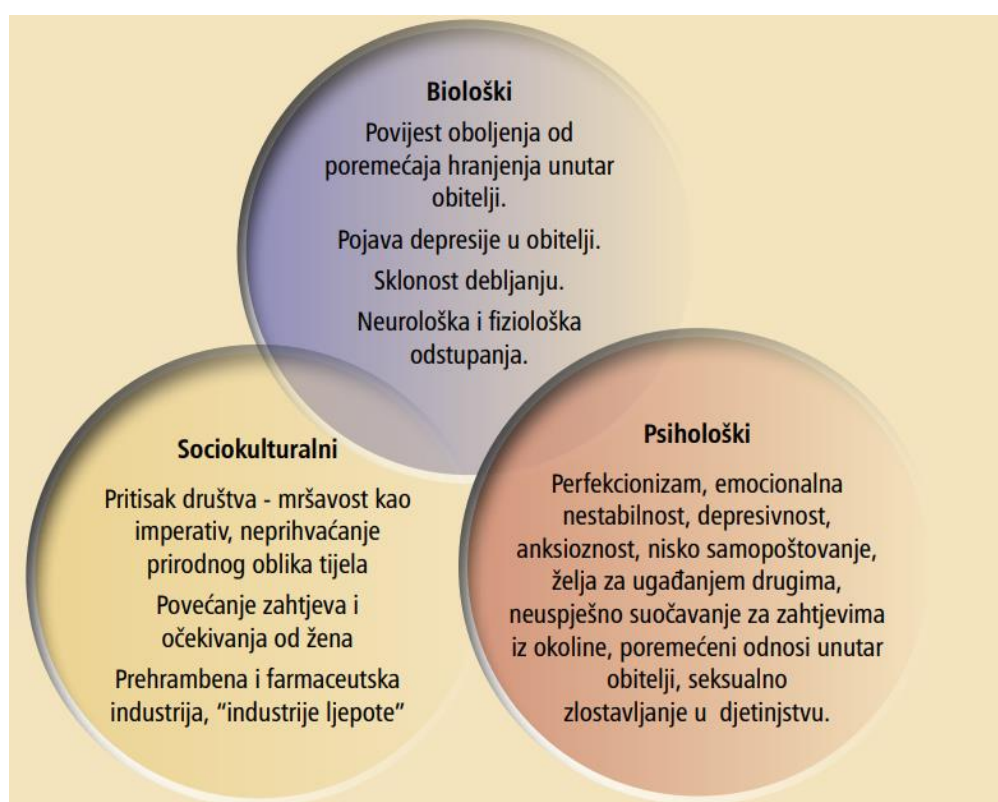 Biološki
Povijest oboljenja od
poremećaja hranjenja unutar
obitelji.
Pojava depresije u obitelji.
Sklonost debljanju.
Neurološka i fiziološka
odstupanja.
Sociokulturalni
Pritisak društva - mršavost kao
imperativ, neprihvaćanje
prirodnog oblika tijela
Povećanje zahtjeva i
očekivanja od žena
Prehrambena i farmaceutska
industrija, “industrije ljepote”
Psihološki
Perfekcionizam, emocionalna
nestabilnost, depresivnost,
anksioznost, nisko samopoštovanje,
želja za ugađanjem drugima,
neuspješno suočavanje za zahtjevima
iz okoline, poremećeni odnosi unutar
obitelji, seksualno
zlostavljanje u djetinjstvu.